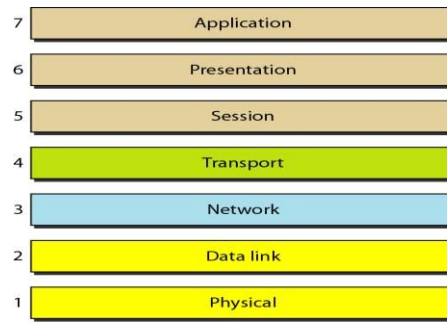 7 Application
6 Presentation
5 Session
4 Transport
3 Network
2 Data link
1 Physical